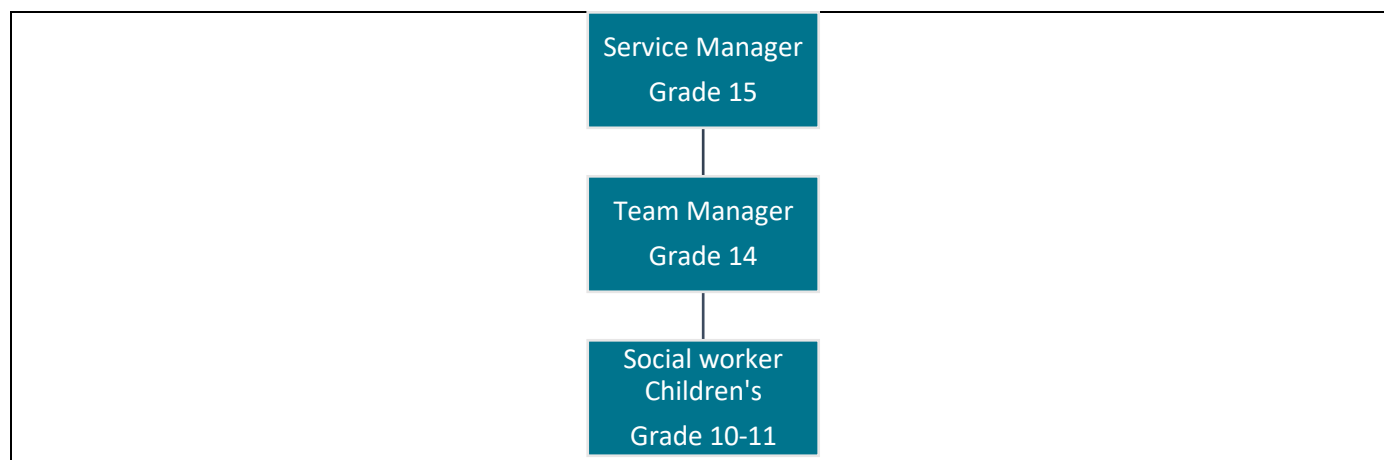 Service Manager
Grade 15
Team Manager
Grade 14
Social worker
Children's
Grade 10-11